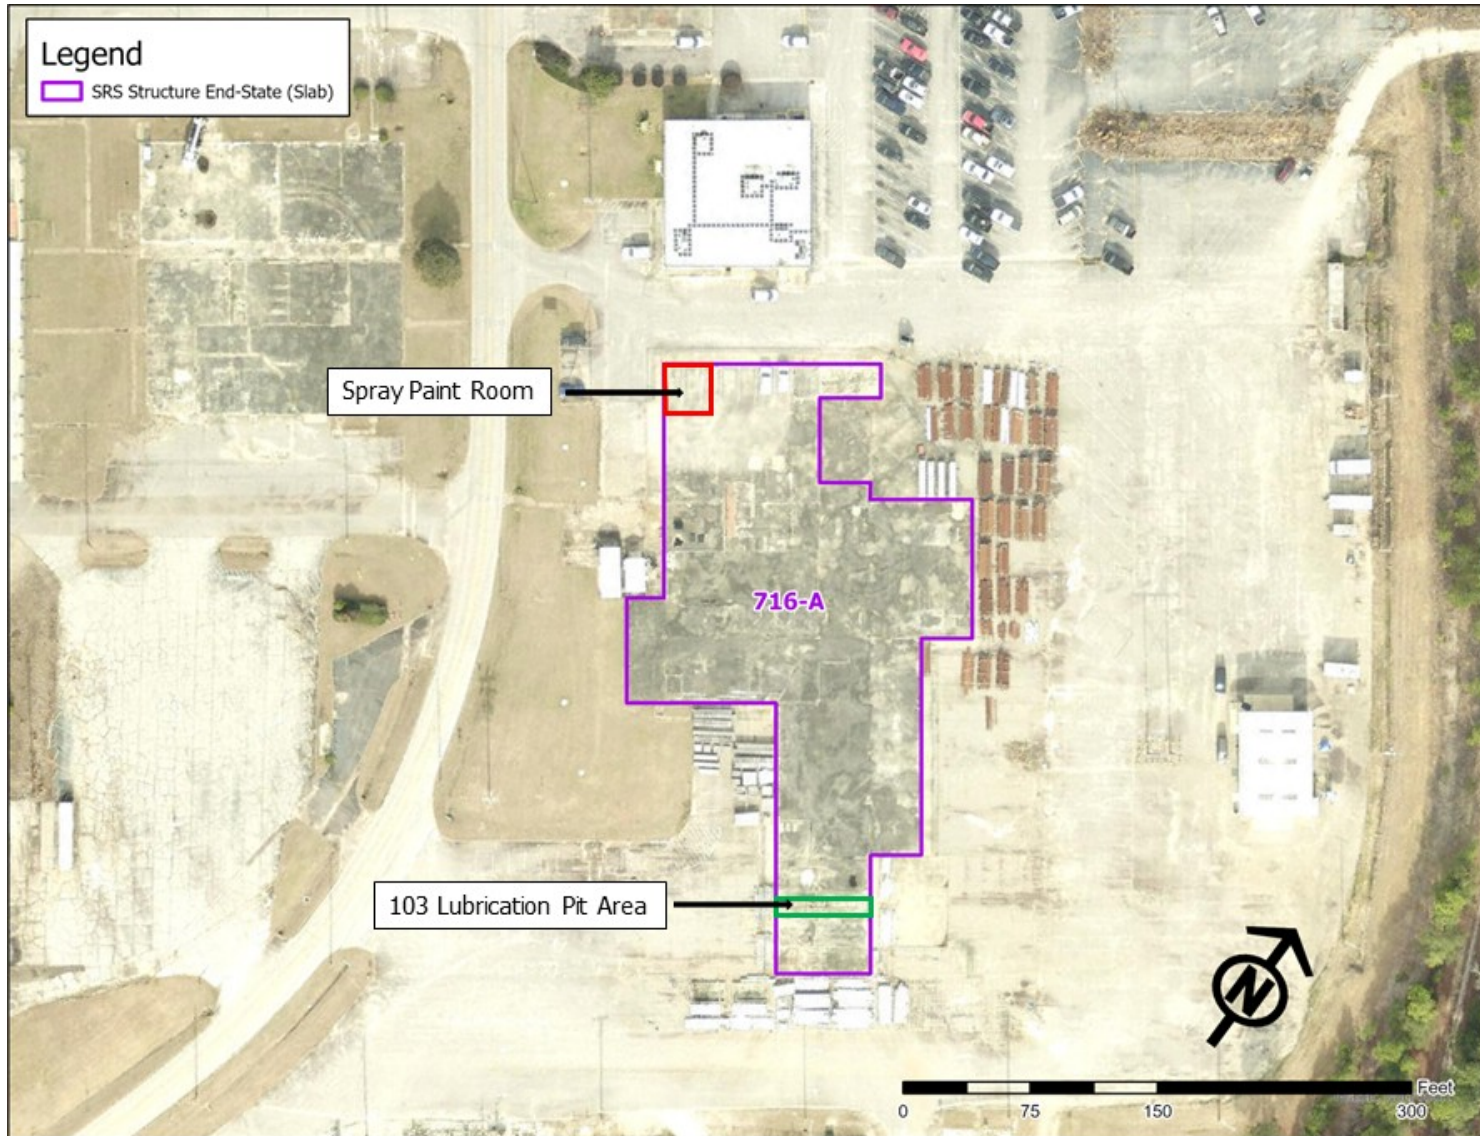 Legend
SRS Structure End-State (Slab)
Spray Paint Room
716-A
103 Lubrication Pit Area
N
Feet
0 75 150 300